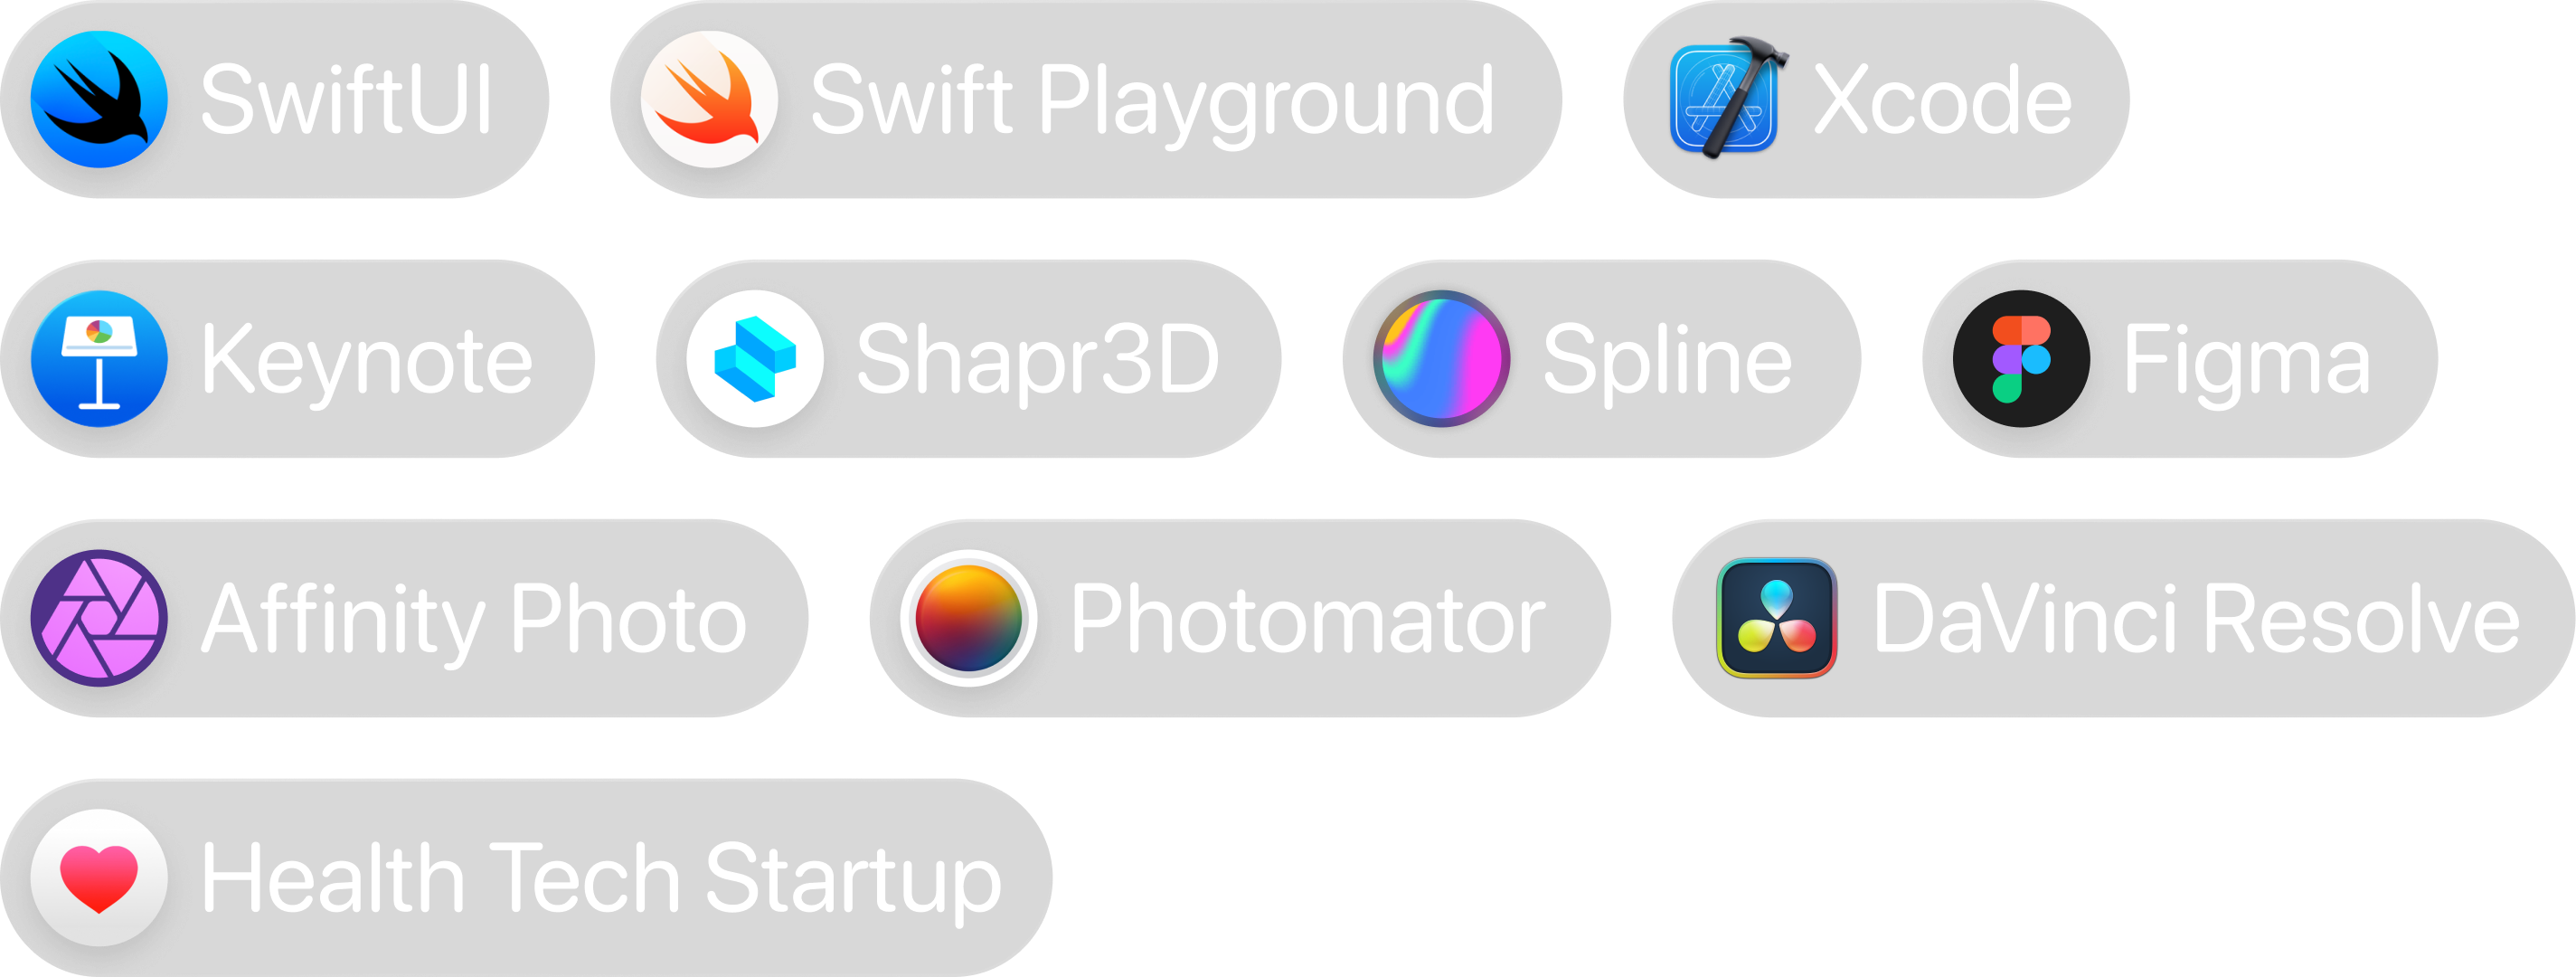 SwiftUI Swift Playground Xcode
Keynote Shapr3D Spline Figma
Affinity Photo Photomator DaVinci Resolve
Health Tech Startup